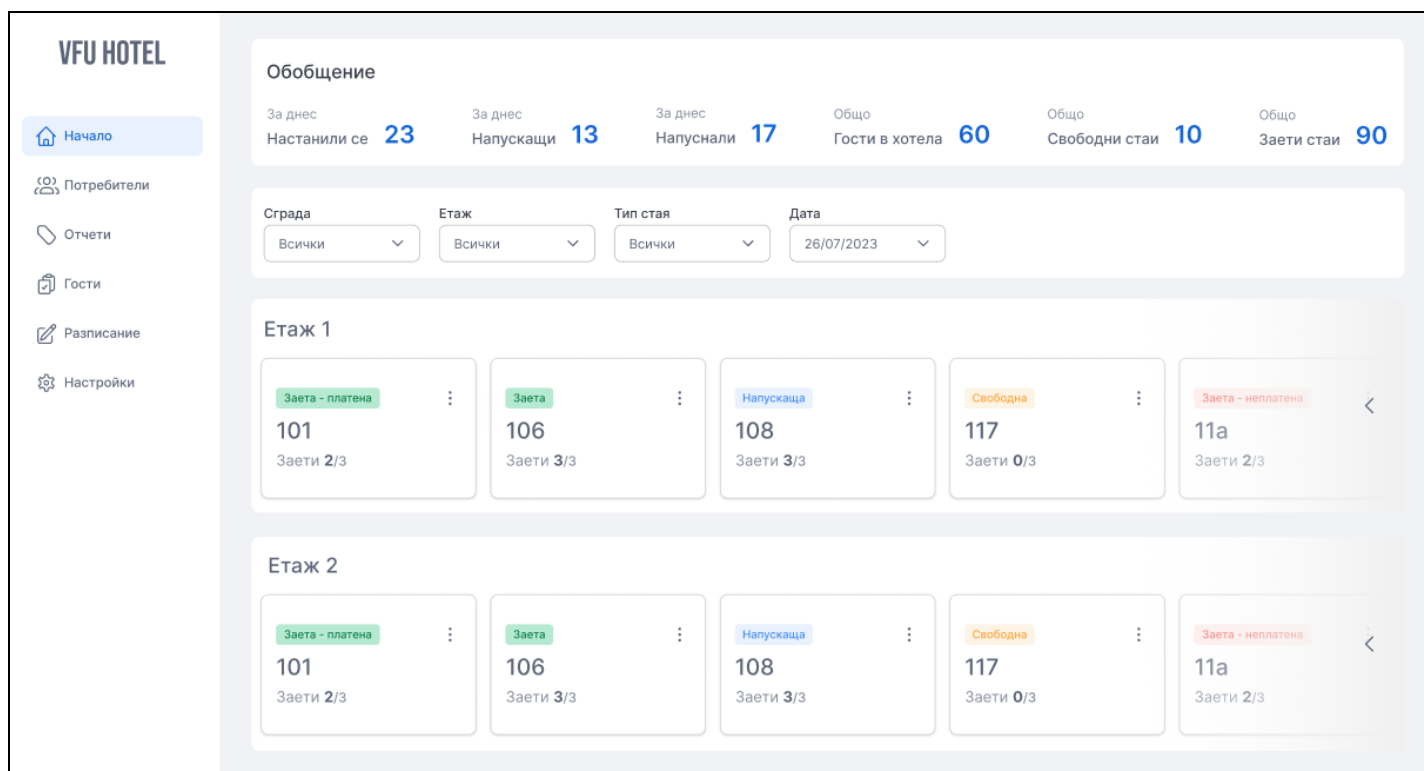 VFU HOTEL
Начало
Потребители
Отчети
Гости
Разписание
Настройки
Обобщение
За днес
Настанили се 23
За днес
Напускащи 13
За днес
Напуснали 17
Общо
Гости в хотела 60
Общо
Свободни стаи 10
Общо
Заети стаи 90
Сграда
Всички
Етаж
Всички
Тип стая
Всички
Дата
26/07/2023
Етаж 1
Заета - платена
101
Заети 2/3
Заета
106
Заети 3/3
Напускаща
108
Заети 3/3
Свободна
117
Заети 0/3
Заета - неплатена
11а
Заети 2/3
Етаж 2
Заета - платена
101
Заети 2/3
Заета
106
Заети 3/3
Напускаща
108
Заети 3/3
Свободна
117
Заети 0/3
Заета - неплатена
11а
Заети 2/3